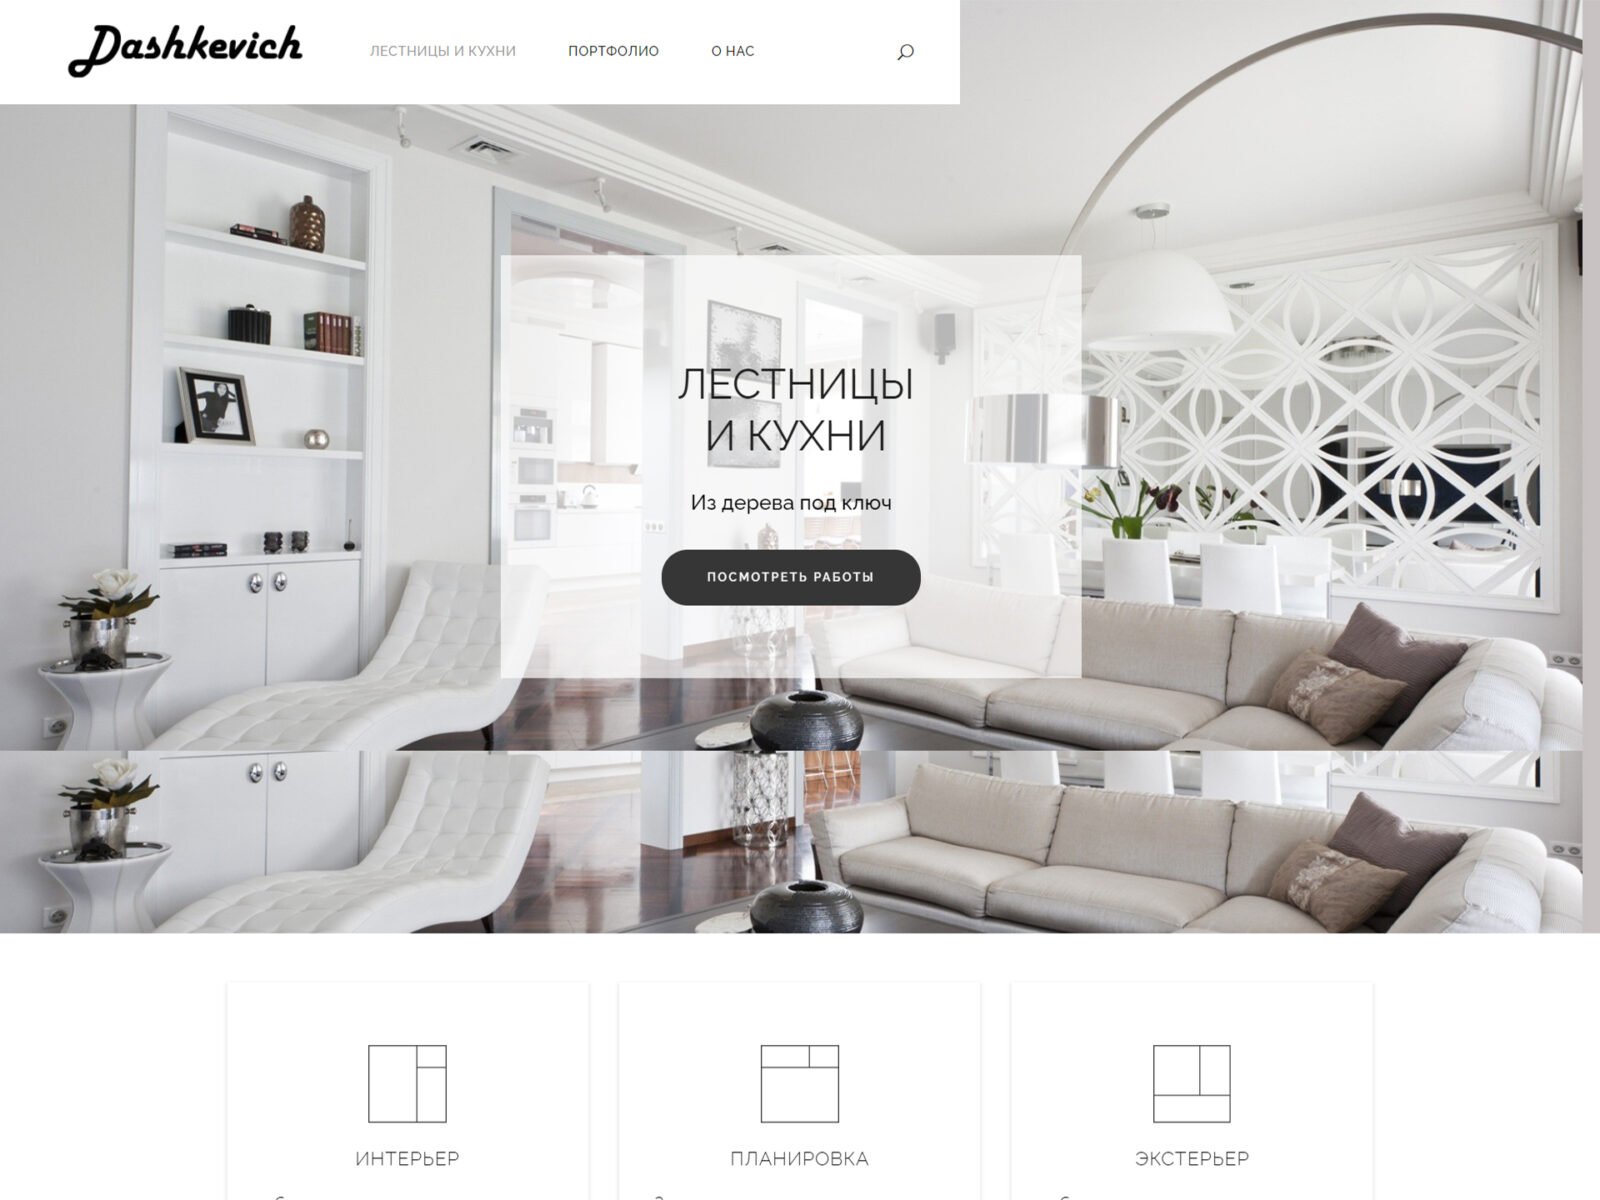 Dashkevich
ЛЕСТНИЦЫ И КУХНИ
ПОРТФОЛИО
О НАС
ЛЕСТНИЦЫ
И КУХНИ
Из дерева под ключ
ПОСМОТРЕТЬ РАБОТЫ
ИНТЕРЬЕР
ПЛАНИРОВКА
ЭКСТЕРЬЕР